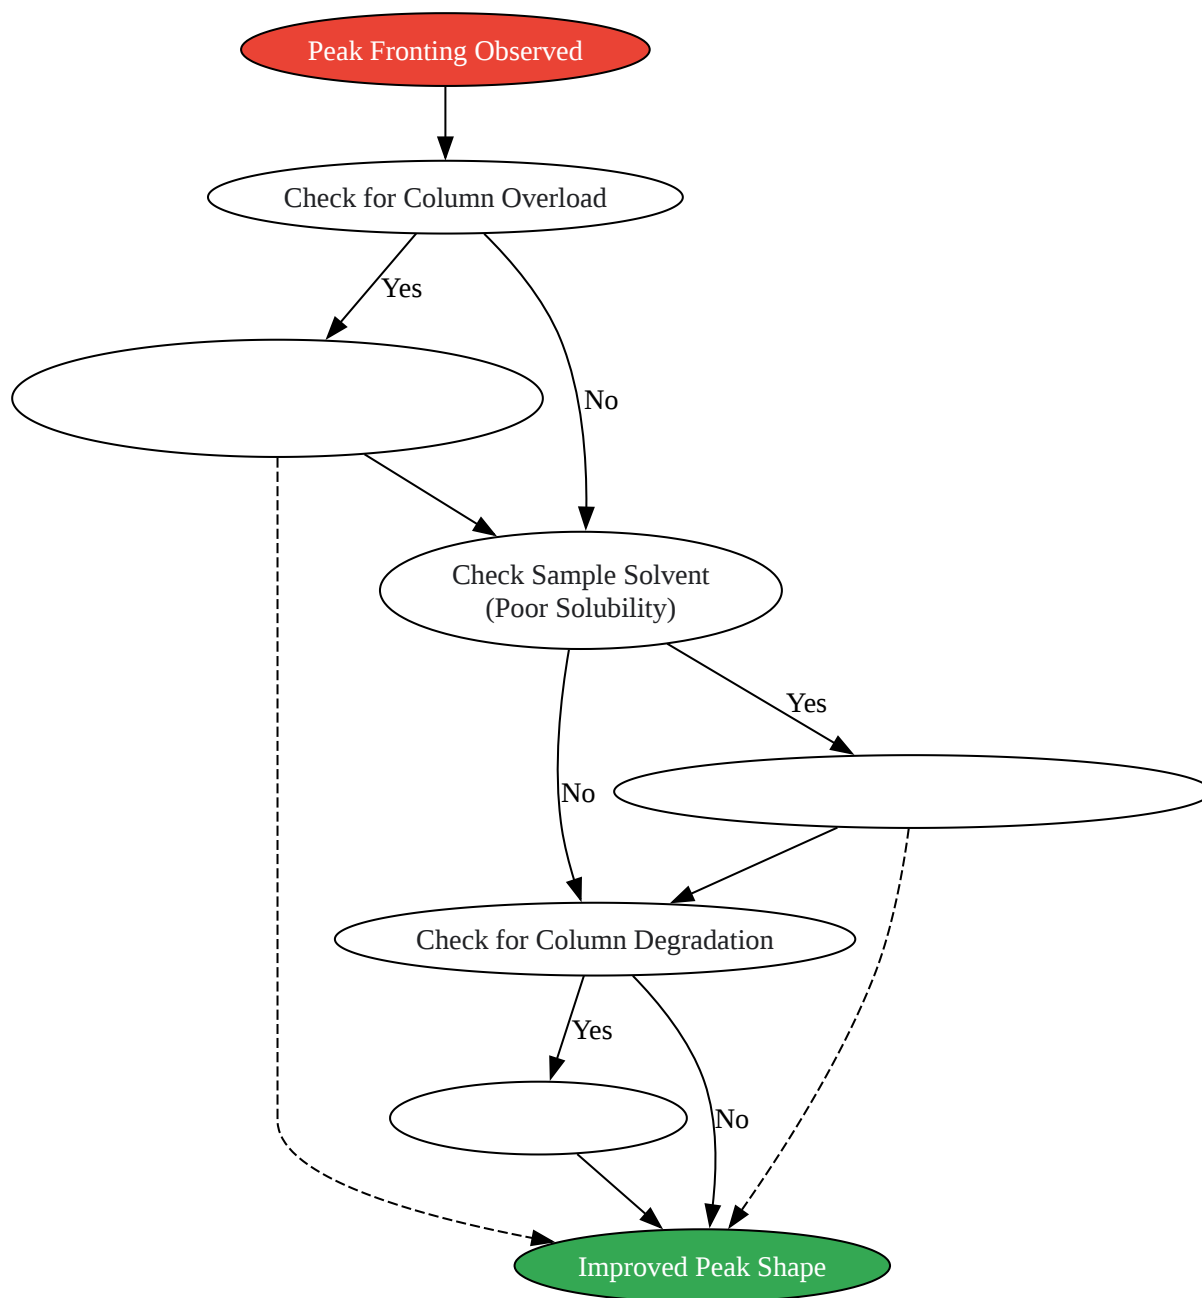 Peak Fronting Observed
Check for Column Overload
Yes
No
Check Sample Solvent
(Poor Solubility)
Yes
No
Check for Column Degradation
Yes
No
Improved Peak Shape